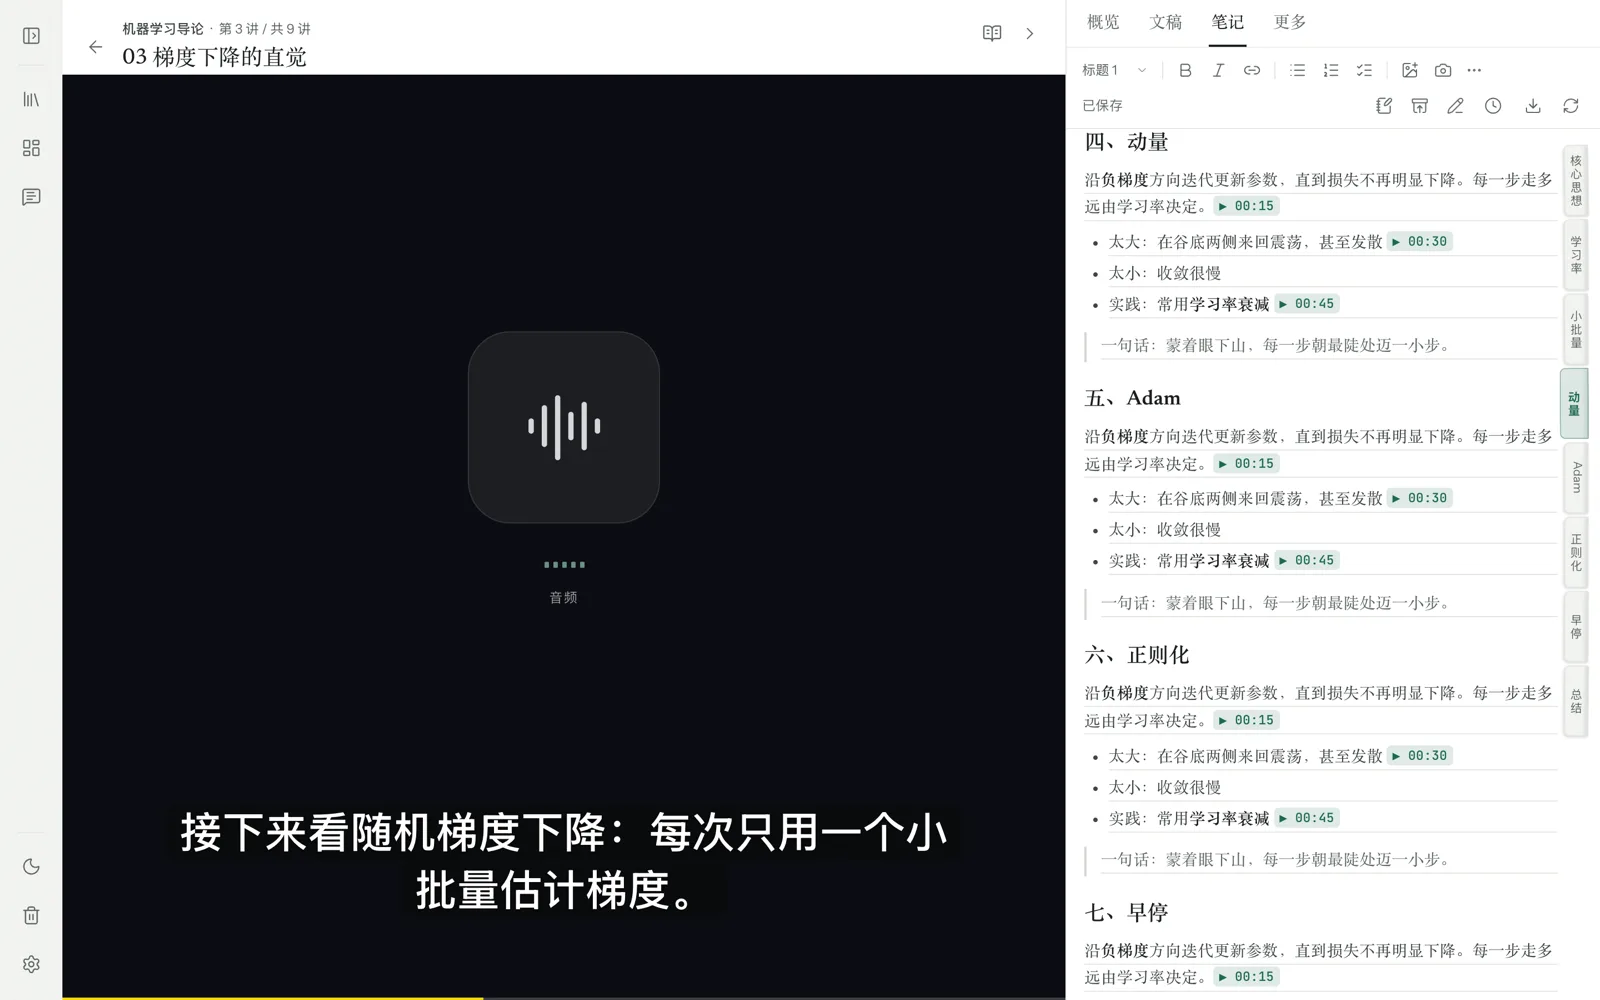 机器学习导论 · 第 3 讲 / 共 9 讲
03 梯度下降的直觉
音频
接下来看随机梯度下降：每次只用一个小
批量估计梯度。
概览 文稿 笔记 更多
标题 1
已保存
四、动量
沿负梯度方向迭代更新参数，直到损失不再明显下降。每一步走多
远由学习率决定。 ▶ 00:15
• 太大：在谷底两侧来回震荡，甚至发散 ▶ 00:30
• 太小：收敛很慢
• 实践：常用学习率衰减 ▶ 00:45
一句话：蒙着眼下山，每一步朝最陡处迈一小步。
五、Adam
沿负梯度方向迭代更新参数，直到损失不再明显下降。每一步走多
远由学习率决定。 ▶ 00:15
• 太大：在谷底两侧来回震荡，甚至发散 ▶ 00:30
• 太小：收敛很慢
• 实践：常用学习率衰减 ▶ 00:45
一句话：蒙着眼下山，每一步朝最陡处迈一小步。
六、正则化
沿负梯度方向迭代更新参数，直到损失不再明显下降。每一步走多
远由学习率决定。 ▶ 00:15
• 太大：在谷底两侧来回震荡，甚至发散 ▶ 00:30
• 太小：收敛很慢
• 实践：常用学习率衰减 ▶ 00:45
一句话：蒙着眼下山，每一步朝最陡处迈一小步。
七、早停
沿负梯度方向迭代更新参数，直到损失不再明显下降。每一步走多
远由学习率决定。 ▶ 00:15
核心思想
学习率
小批量
动量
Adam
正则化
早停
总结